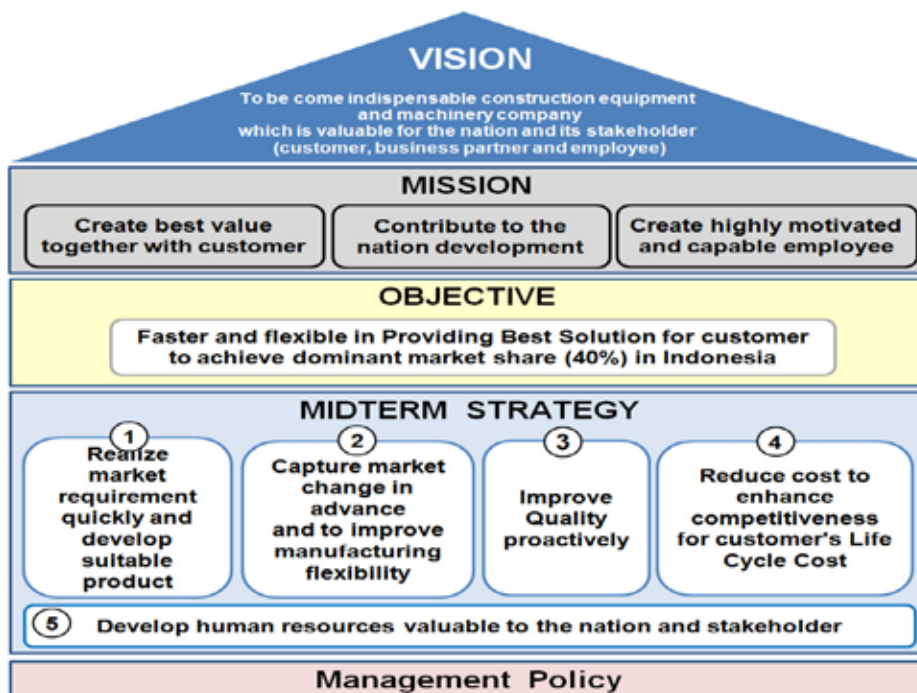 VISION
To be come indispensable construction equipment
and machinery company
which is valuable for the nation and its stakeholder
(customer, business partner and employee)
MISSION
Create best value
together with customer
Contribute to the
nation development
Create highly motivated
and capable employee
OBJECTIVE
Faster and flexible in Providing Best Solution for customer
to achieve dominant market share (40%) in Indonesia
MIDTERM STRATEGY
1
Realize
market
requirement
quickly and
develop
suitable
product
2
Capture market
change in
advance
and to improve
manufacturing
flexibility
3
Improve
Quality
proactively
4
Reduce cost to
enhance
competitiveness
for customer's Life
Cycle Cost
5 Develop human resources valuable to the nation and stakeholder
Management Policy